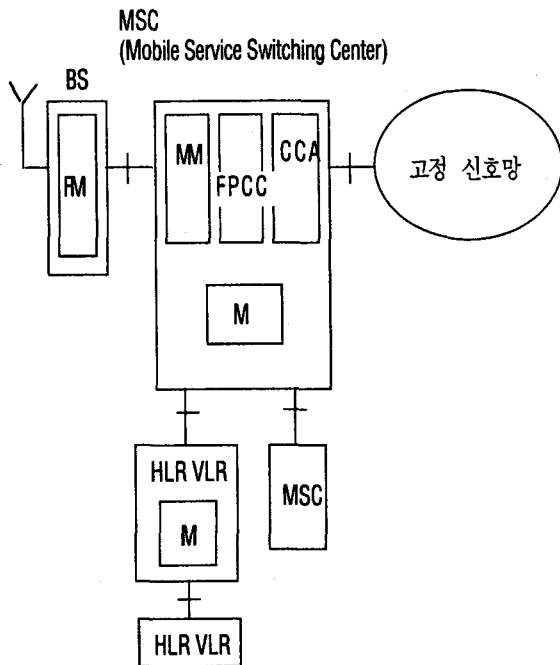 MSC
(Mobile Service Switching Center)
BS
RM
MM
FPCC
CCA
고정 신호망
M
HLR VLR
M
MSC
HLR VLR